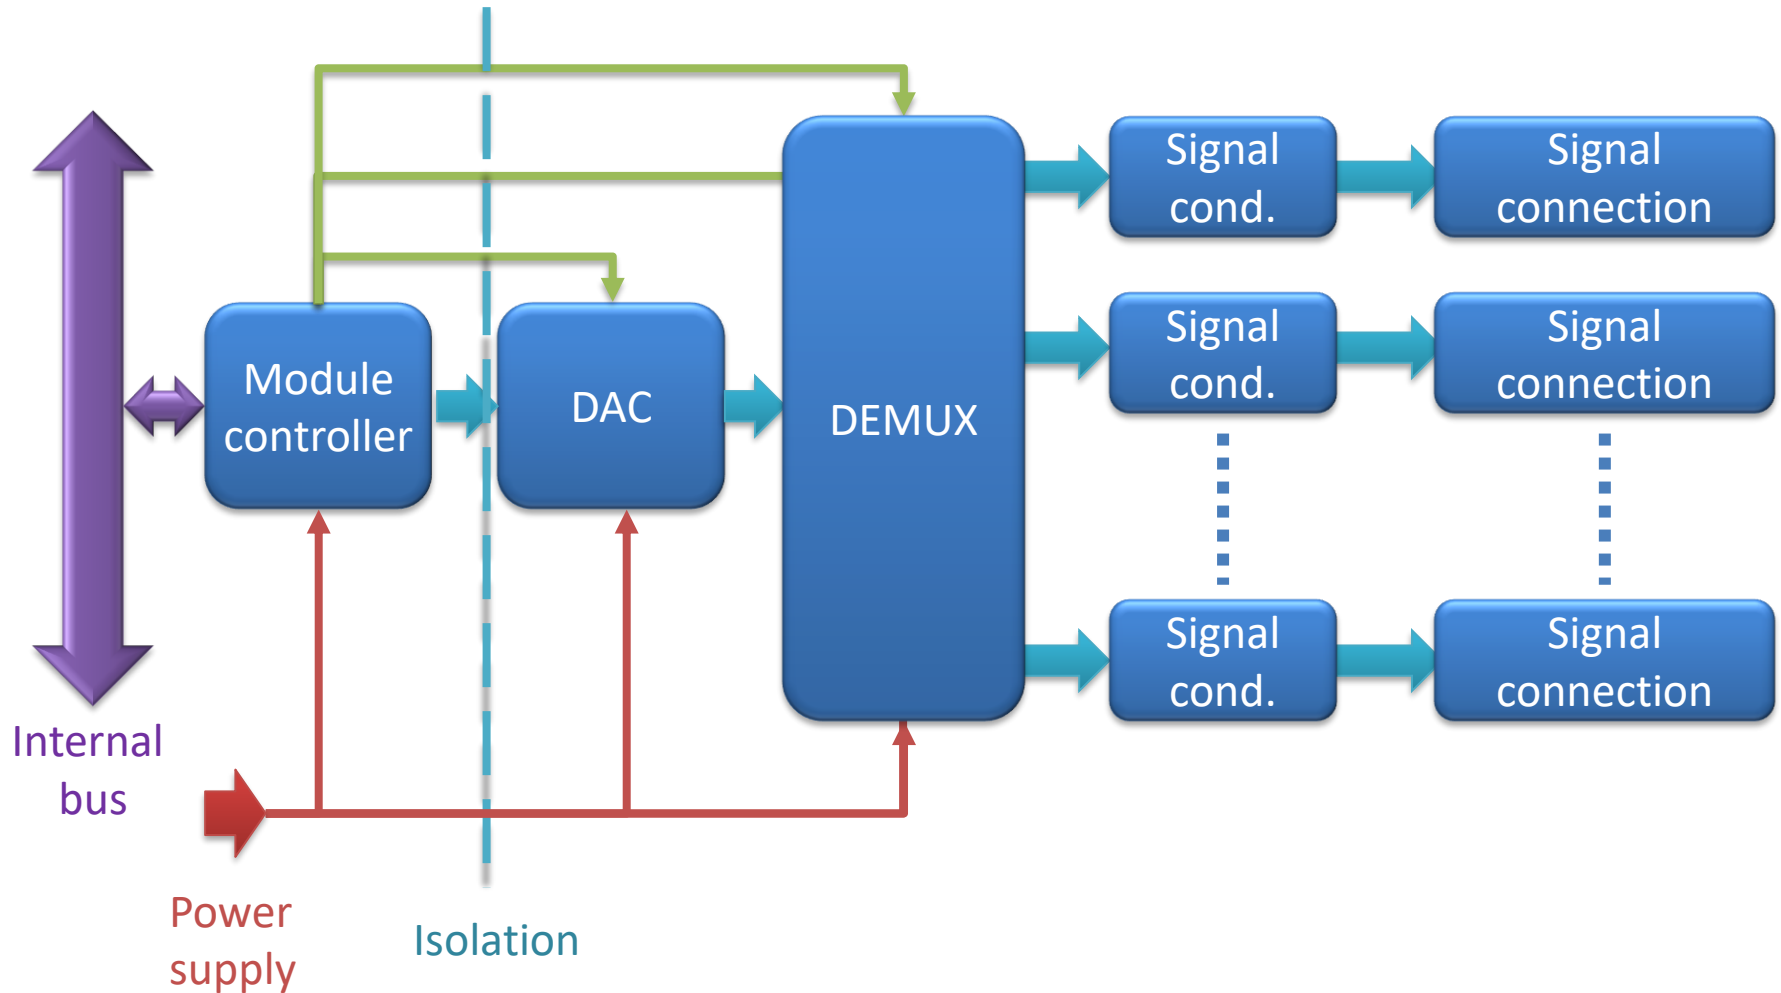 Internal
bus
Power
supply
Isolation
Module
controller
DAC
DEMUX
Signal
cond.
Signal
connection
Signal
cond.
Signal
connection
Signal
cond.
Signal
connection